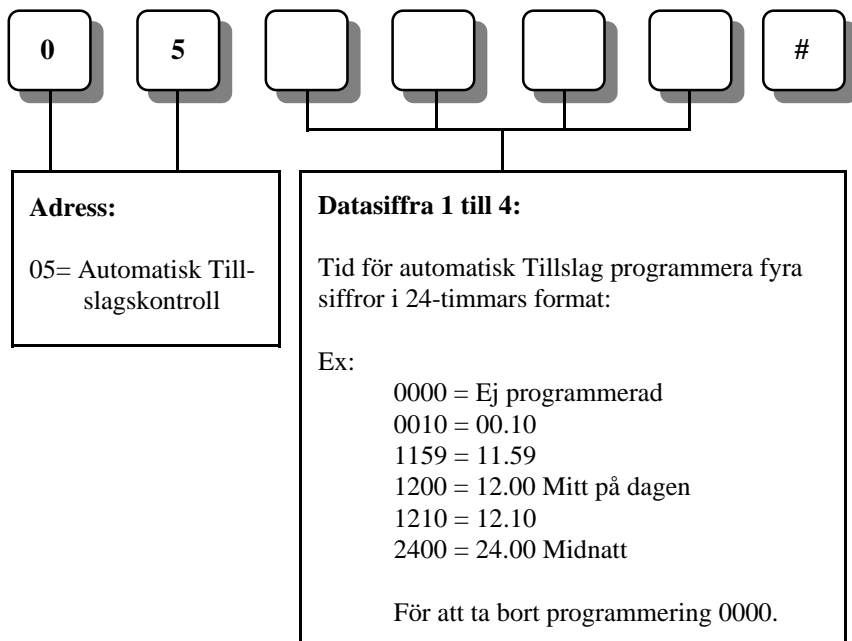 0 5 #
Adress:
05= Automatisk Till-
slagskontroll
Datasiffra 1 till 4:
Tid för automatisk Tillslag programmera fyra
siffror i 24-timmars format:
Ex:
0000 = Ej programmerad
0010 = 00.10
1159 = 11.59
1200 = 12.00 Mitt på dagen
1210 = 12.10
2400 = 24.00 Midnatt
För att ta bort programmering 0000.